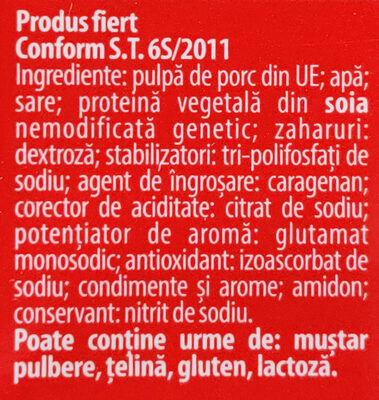 Produs fiert
Conform S.T. 6S/2011
Ingrediente: pulpă de porc din UE; apă;
sare; proteină vegetală din soia
nemodificată genetic; zaharuri:
dextroză; stabilizatori: tri-polifosfați de
sodiu; agent de îngroșare: caragenan;
corector de aciditate: citrat de sodiu;
potențiator de aromă: glutamat
monosodic; antioxidant: izoascorbat de
sodiu; condimente și arome; amidon;
conservant: nitrit de sodiu.
Poate conține urme de: muștar
pulbere, țelină, gluten, lactoză.